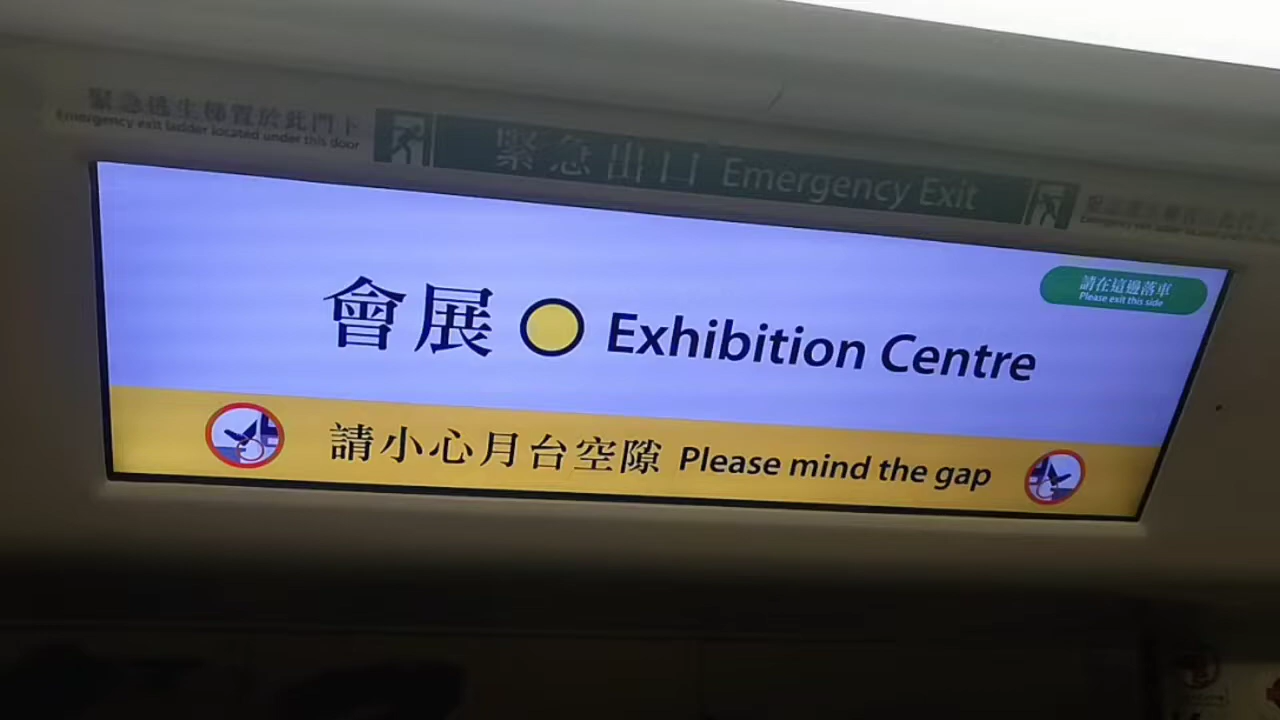 緊急逃生梯置於此門下
Emergency exit ladder located under this door
緊急出口 Emergency Exit
請在這邊落車
Please exit this side
會展 Exhibition Centre
請小心月台空隙 Please mind the gap